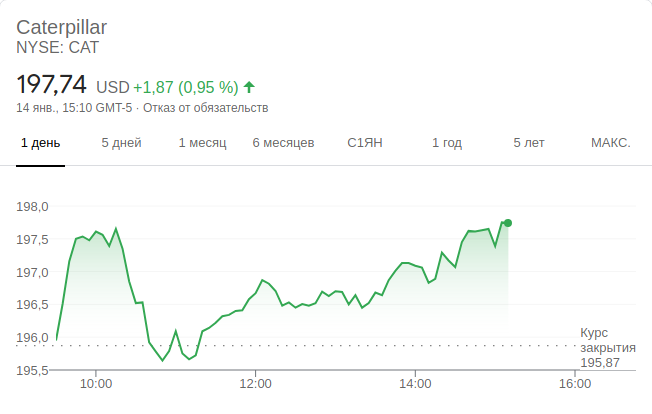 Caterpillar
NYSE: CAT
197,74 USD +1,87 (0,95 %)
14 янв., 15:10 GMT-5 · Отказ от обязательств
1 день 5 дней 1 месяц 6 месяцев С1ЯН 1 год 5 лет МАКС.
198,0
197,5
197,0
196,5
196,0
195,5
Курс
закрытия
195,87
10:00 12:00 14:00 16:00